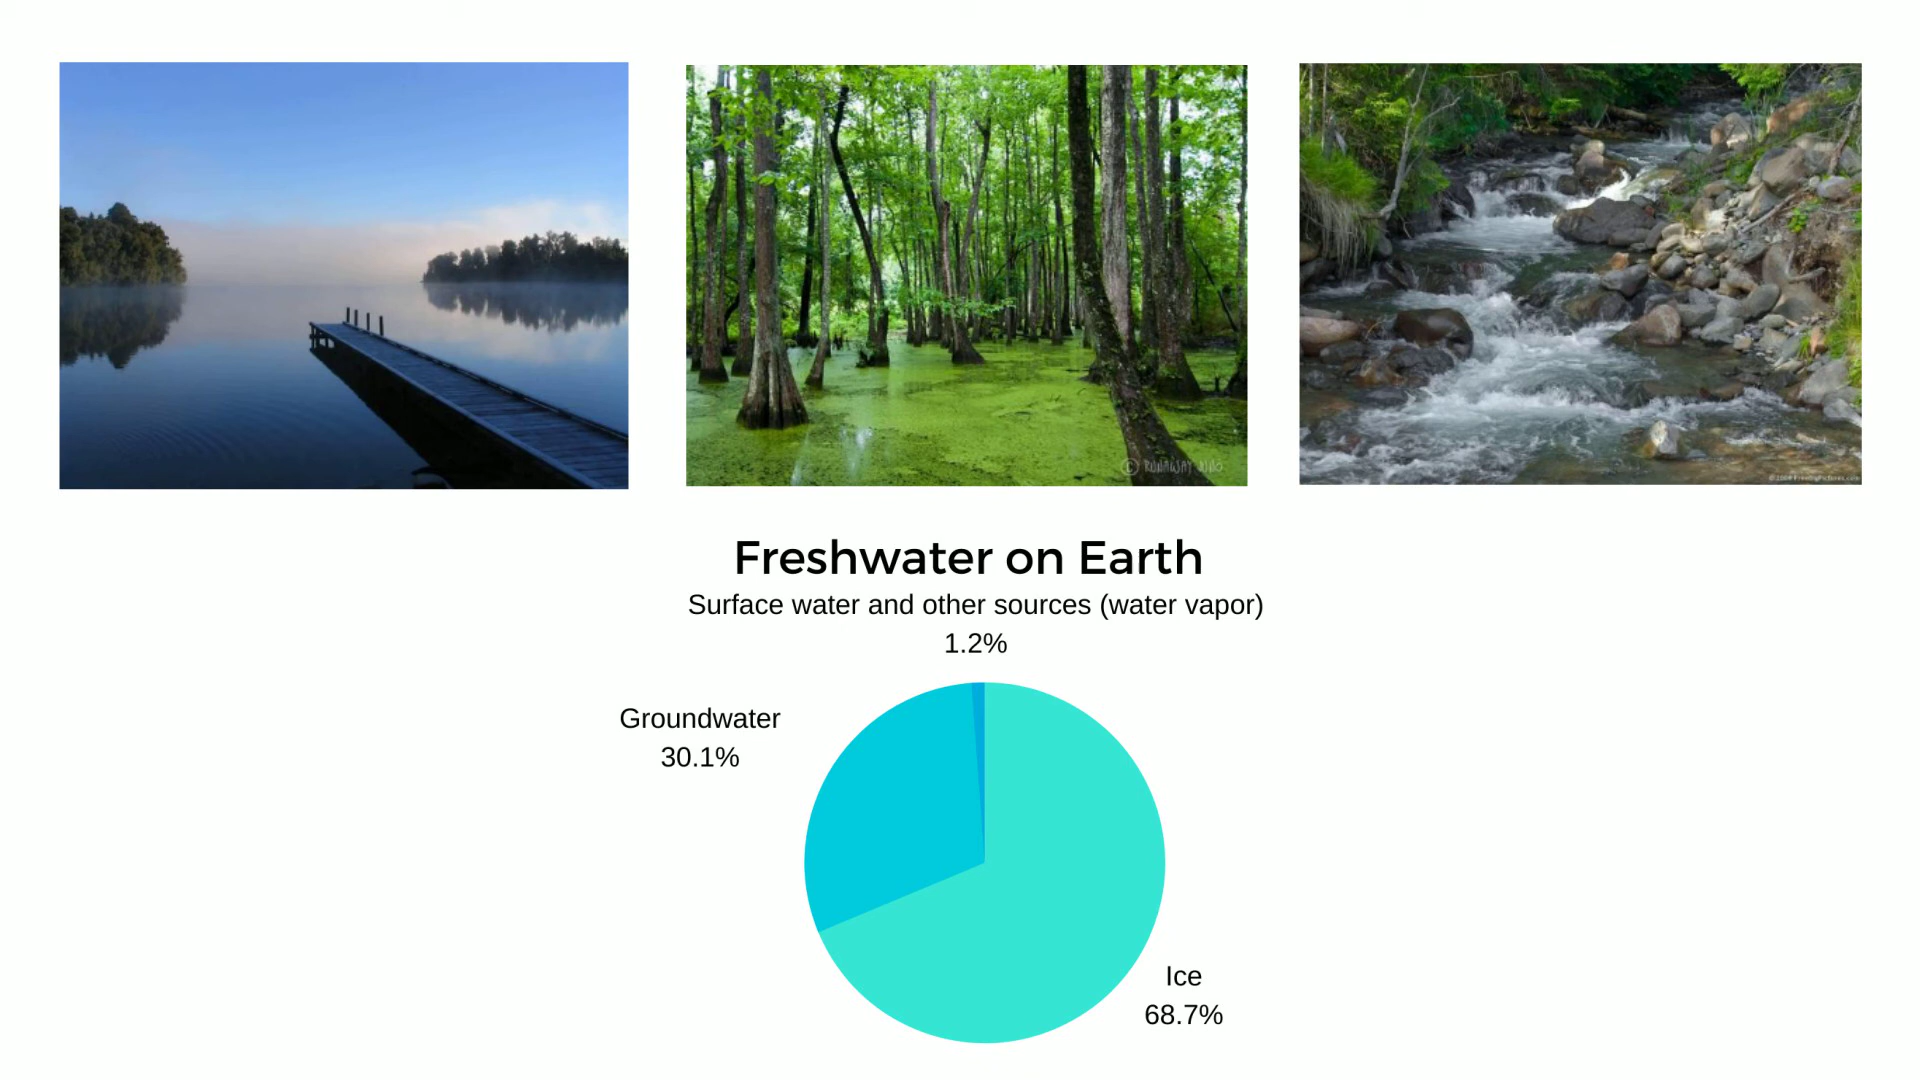 Freshwater on Earth
Surface water and other sources (water vapor)
1.2%
Groundwater
30.1%
Ice
68.7%